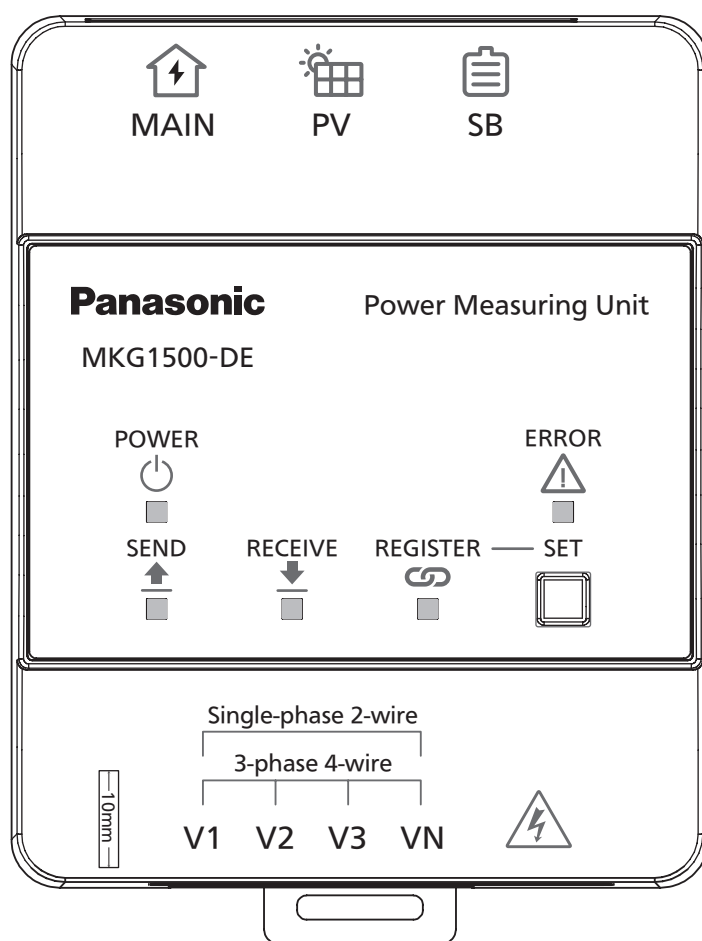 MAIN PV SB
Panasonic Power Measuring Unit
MKG1500-DE
POWER ERROR
SEND RECEIVE REGISTER SET
Single-phase 2-wire
3-phase 4-wire
10mm
V1 V2 V3 VN